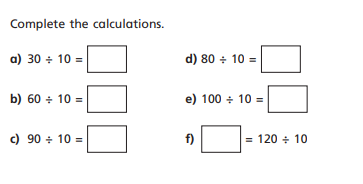 Complete the calculations.
a) 30 ÷ 10 =
d) 80 ÷ 10 =
b) 60 ÷ 10 =
e) 100 ÷ 10 =
c) 90 ÷ 10 =
f) = 120 ÷ 10